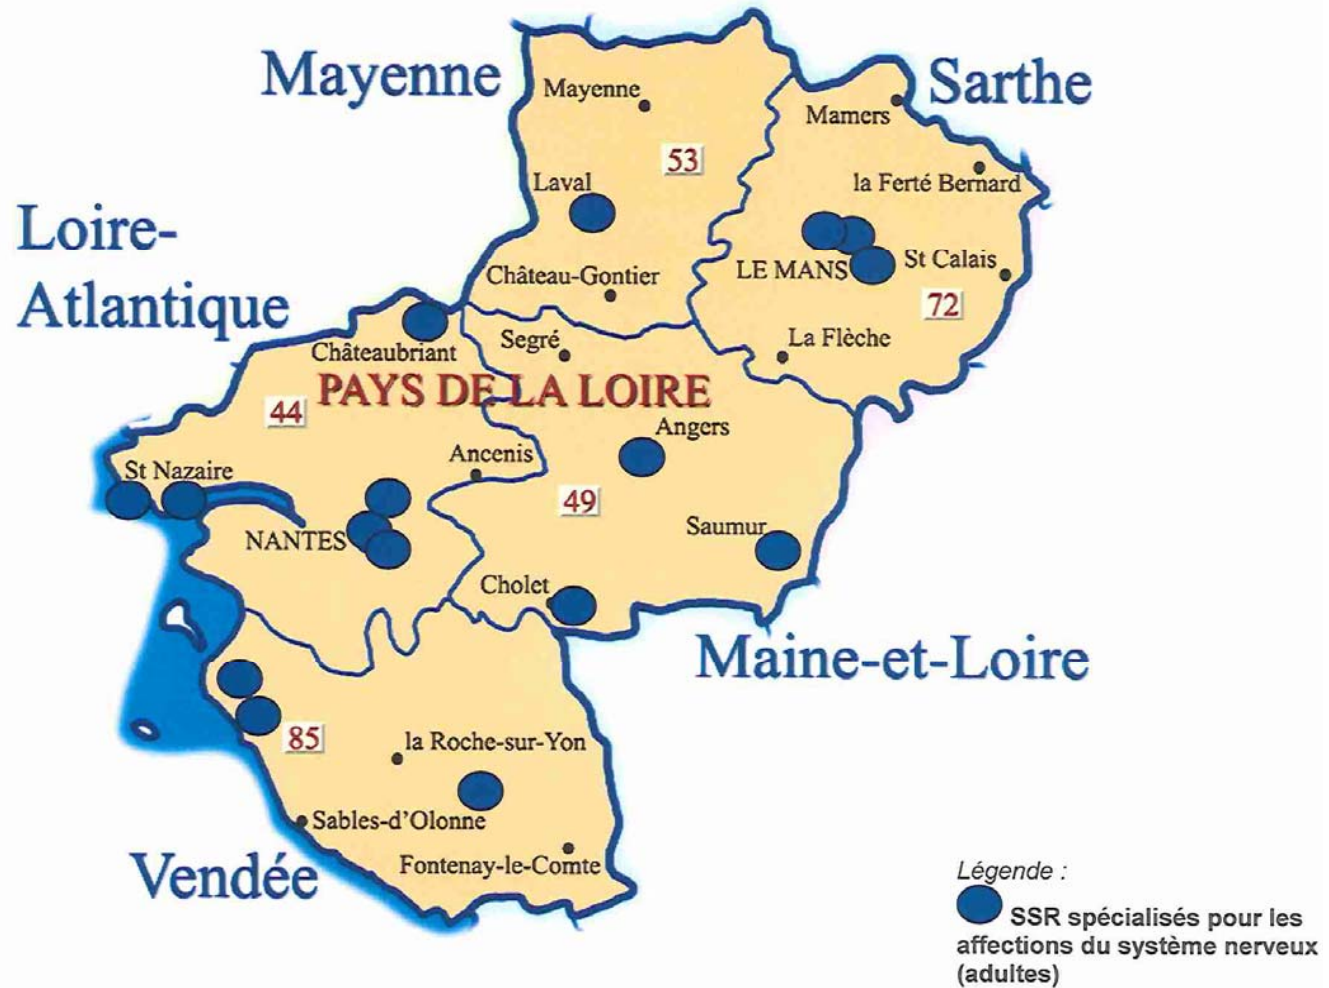 Mayenne
Sarthe
Mayenne
Mamers
53
la Ferté Bernard
Laval
Loire-
Atlantique
LE MANS
St Calais
Château-Gontier
72
Châteaubriant
Segré
La Flèche
PAYS DE LA LOIRE
44
Angers
Ancenis
St Nazaire
49
Saumur
NANTES
Cholet
Maine-et-Loire
85
la Roche-sur-Yon
Sables-d'Olonne
Vendée
Fontenay-le-Comte
Légende :
SSR spécialisés pour les
affections du système nerveux
(adultes)